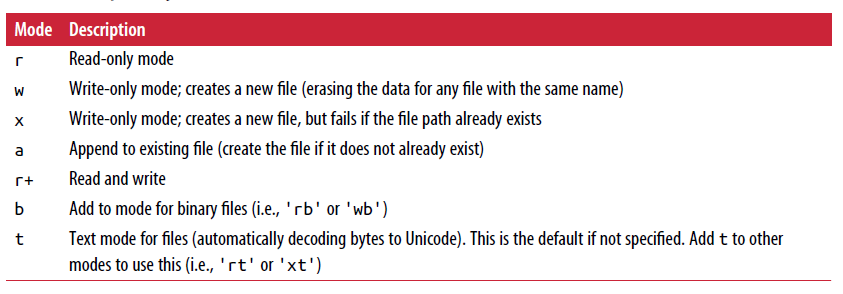 Mode Description
r Read-only mode
w Write-only mode; creates a new file (erasing the data for any file with the same name)
x Write-only mode; creates a new file, but fails if the file path already exists
a Append to existing file (create the file if it does not already exist)
r+ Read and write
b Add to mode for binary files (i.e., 'rb' or 'wb')
t Text mode for files (automatically decoding bytes to Unicode). This is the default if not specified. Add t to other
modes to use this (i.e., 'rt' or 'xt')